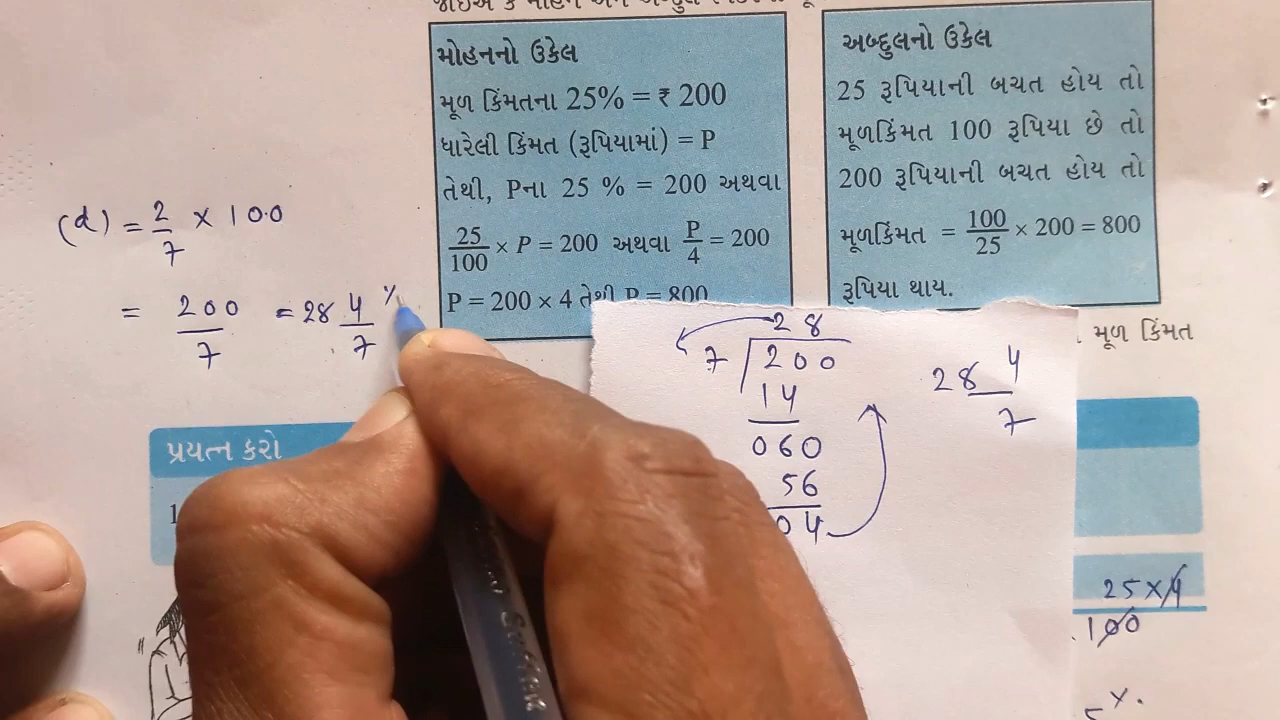 મોહનનો ઉકેલ
મૂળ કિંમતના 25% = ₹ 200
ધારેલી કિંમત (રૂપિયામાં) = P
તેથી, Pના 25 % = 200 અથવા
25/100 × P = 200 અથવા P/4 = 200
P = 200 × 4 તેથી P = 800
અબ્દુલનો ઉકેલ
25 રૂપિયાની બચત હોય તો
મૂળકિંમત 100 રૂપિયા છે તો
200 રૂપિયાની બચત હોય તો
મૂળકિંમત = 100/25 × 200 = 800
રૂપિયા થાય.
મૂળ કિંમત
(d) = 2/7 × 100
= 200/7 = 28 4/7 %
28
7 200
14
060
56
04
28 4/7
પ્રયત્ન કરો
1
25 × 4
100